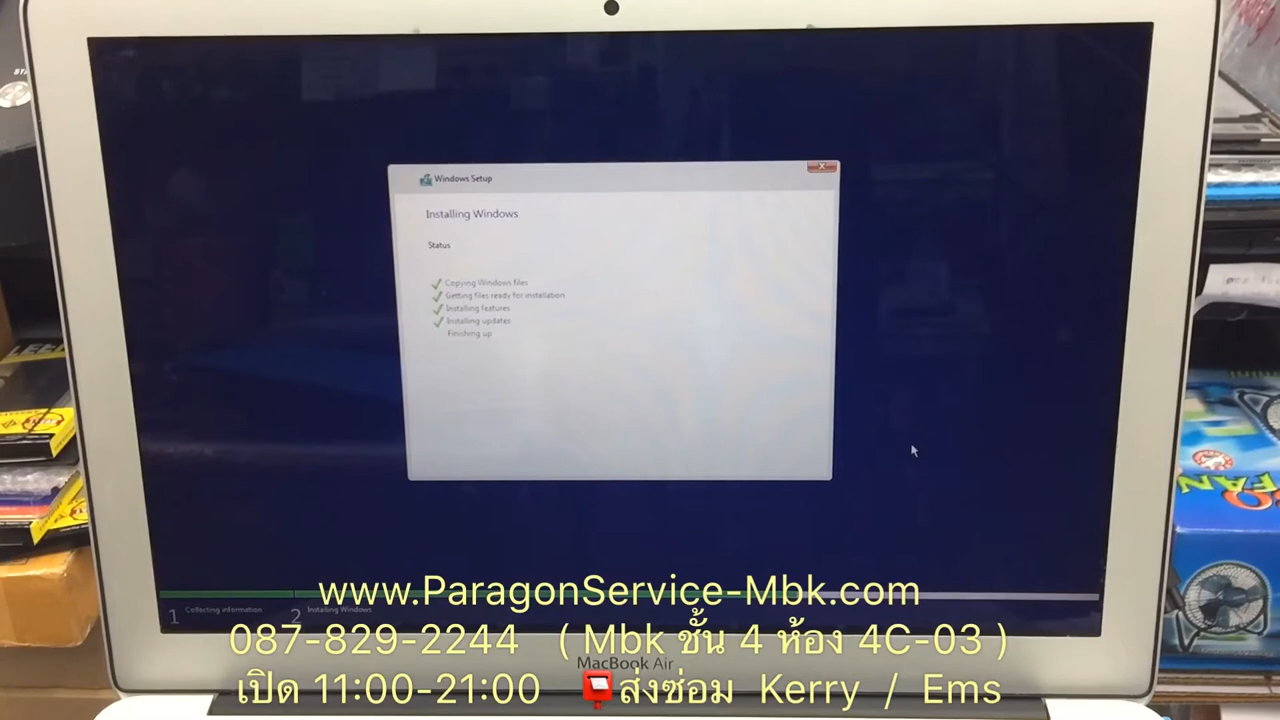 Windows Setup
Installing Windows
Status
Copying Windows files
Getting files ready for installation
Installing features
Installing updates
Finishing up
FAN
www.ParagonService-Mbk.com
1 Collecting information 2 Installing Windows
087-829-2244 ( Mbk ชั้น 4 ห้อง 4C-03 )
MacBook Air
เปิด 11:00-21:00 📮ส่งซ่อม Kerry / Ems